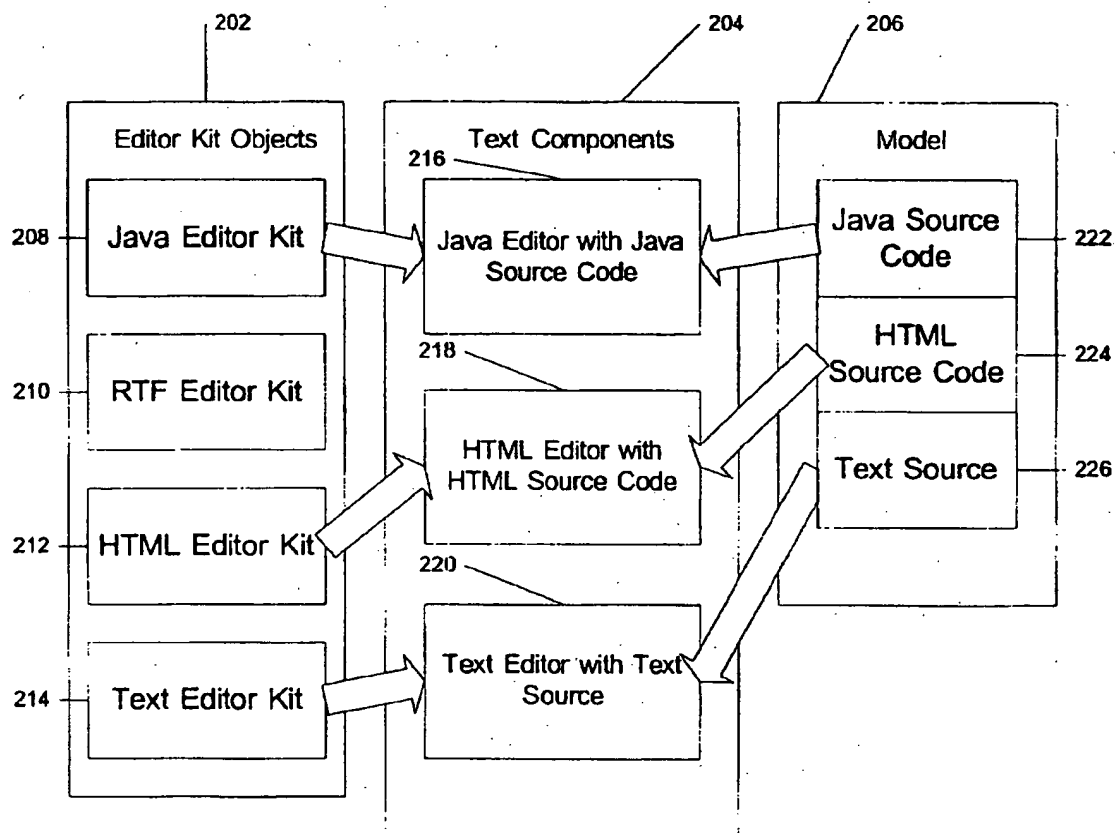 202
204
206
Editor Kit Objects
Text Components
Model
216
208
Java Editor Kit
Java Editor with Java
Source Code
Java Source
Code
222
218
HTML
Source Code
224
210
RTF Editor Kit
HTML Editor with
HTML Source Code
Text Source
226
212
HTML Editor Kit
220
214
Text Editor Kit
Text Editor with Text
Source